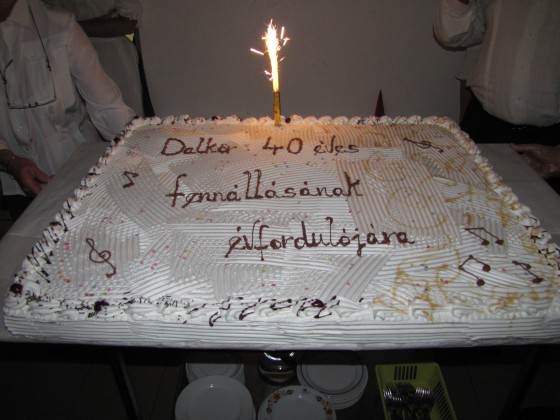 Dalkör 40 éves
fennállásának
évfordulójára